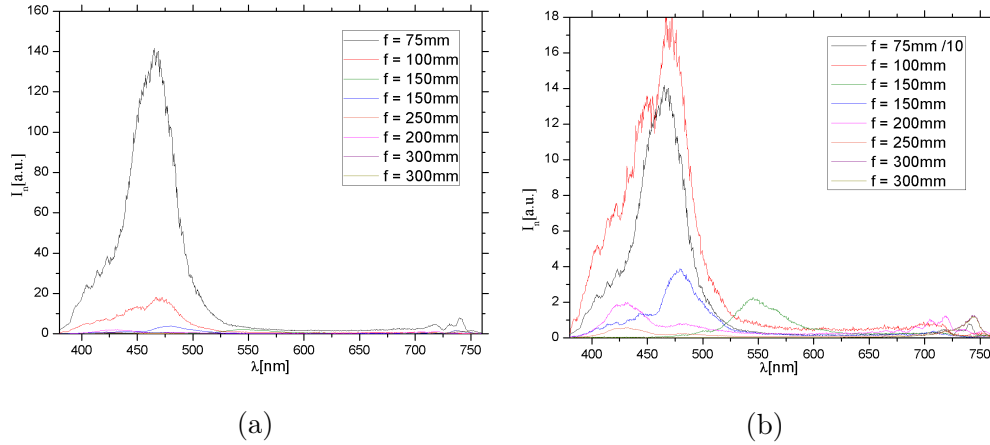 160
140
120
100
80
60
40
20
0
I_n[a.u.]
400 450 500 550 600 650 700 750
λ[nm]
f = 75mm
f = 100mm
f = 150mm
f = 150mm
f = 250mm
f = 200mm
f = 300mm
f = 300mm
(a)
18
16
14
12
10
8
6
4
2
0
I_n[a.u.]
400 450 500 550 600 650 700 750
λ[nm]
f = 75mm /10
f = 100mm
f = 150mm
f = 150mm
f = 200mm
f = 250mm
f = 300mm
f = 300mm
(b)